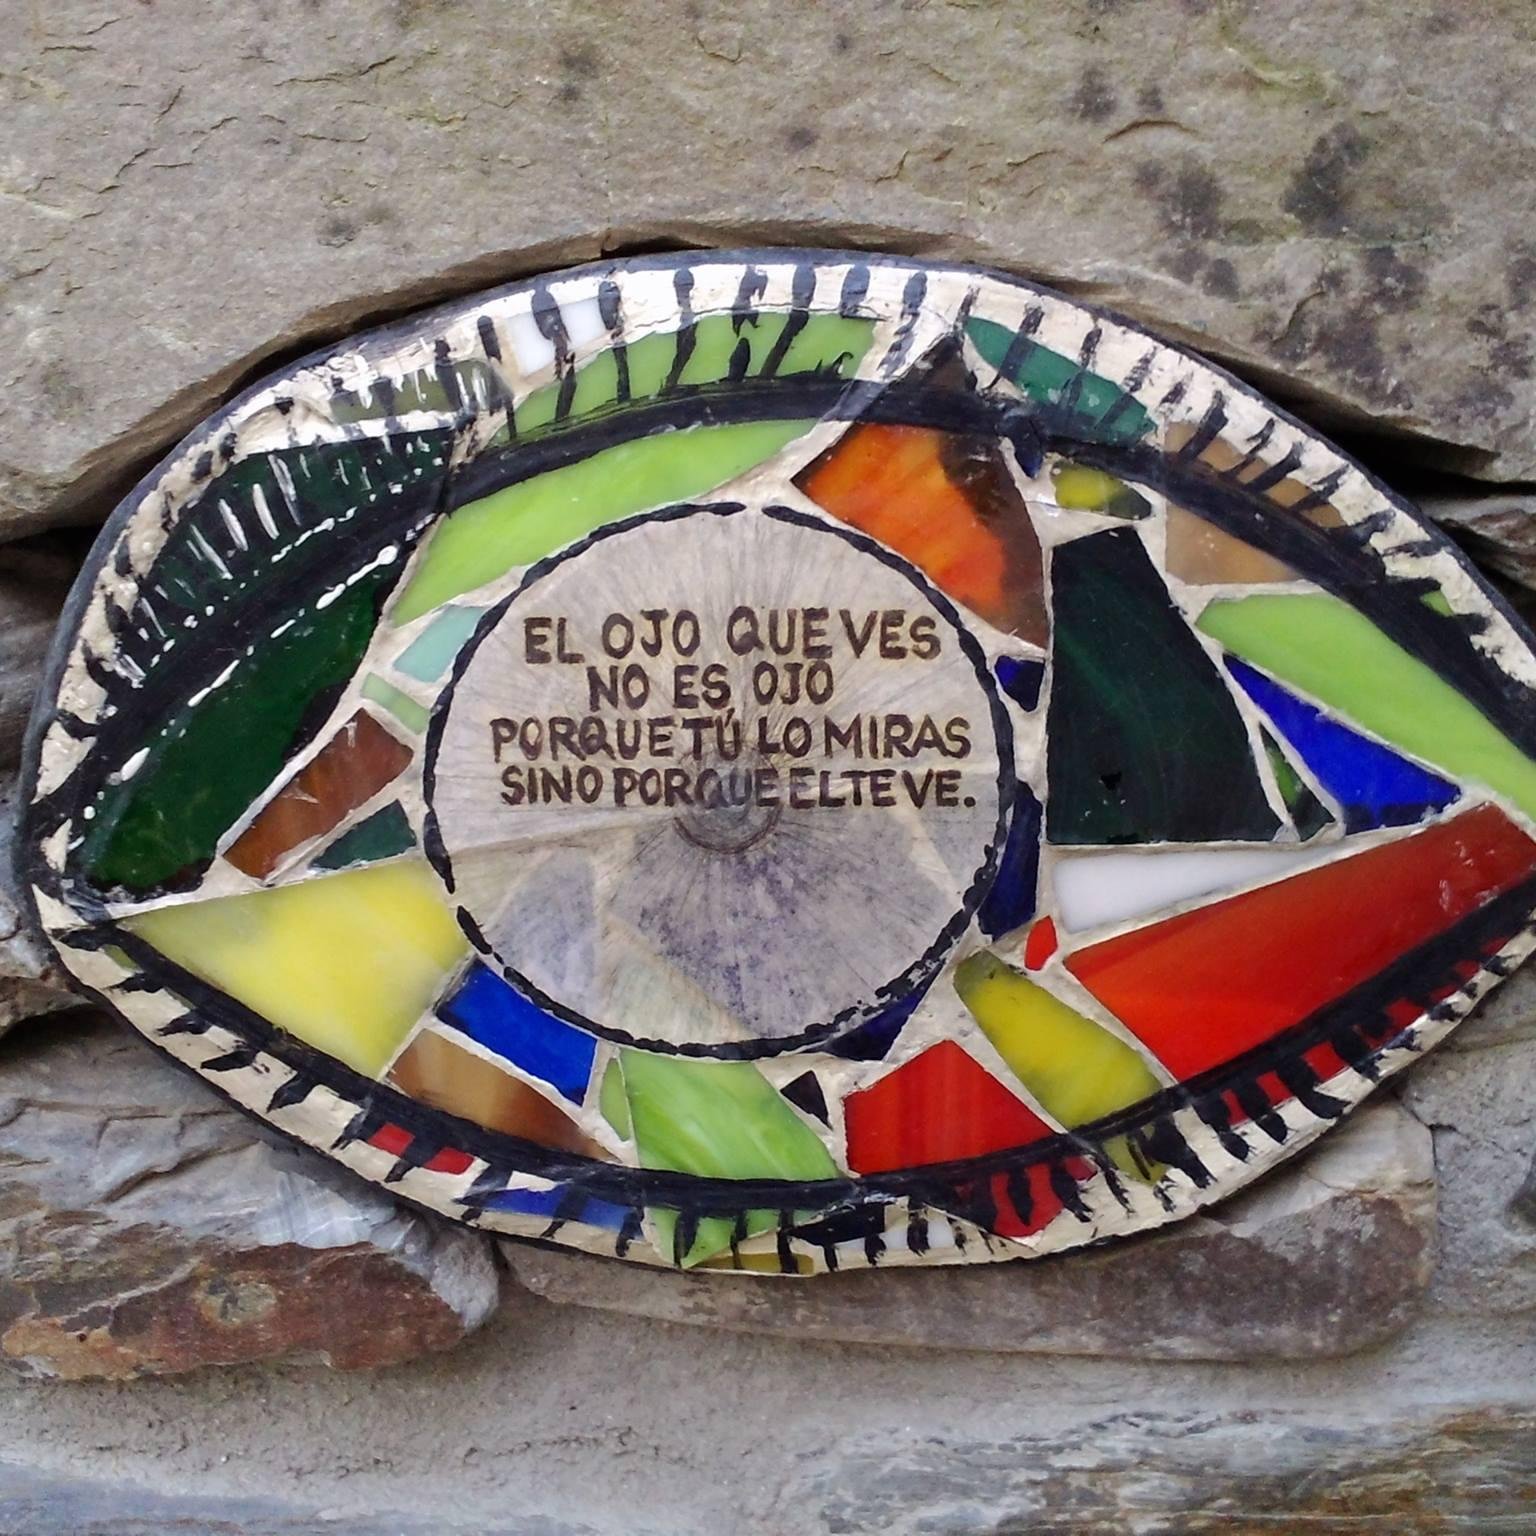 EL OJO QUE VES
NO ES OJO
PORQUE TÚ LO MIRAS
SINO PORQUE EL TE VE.